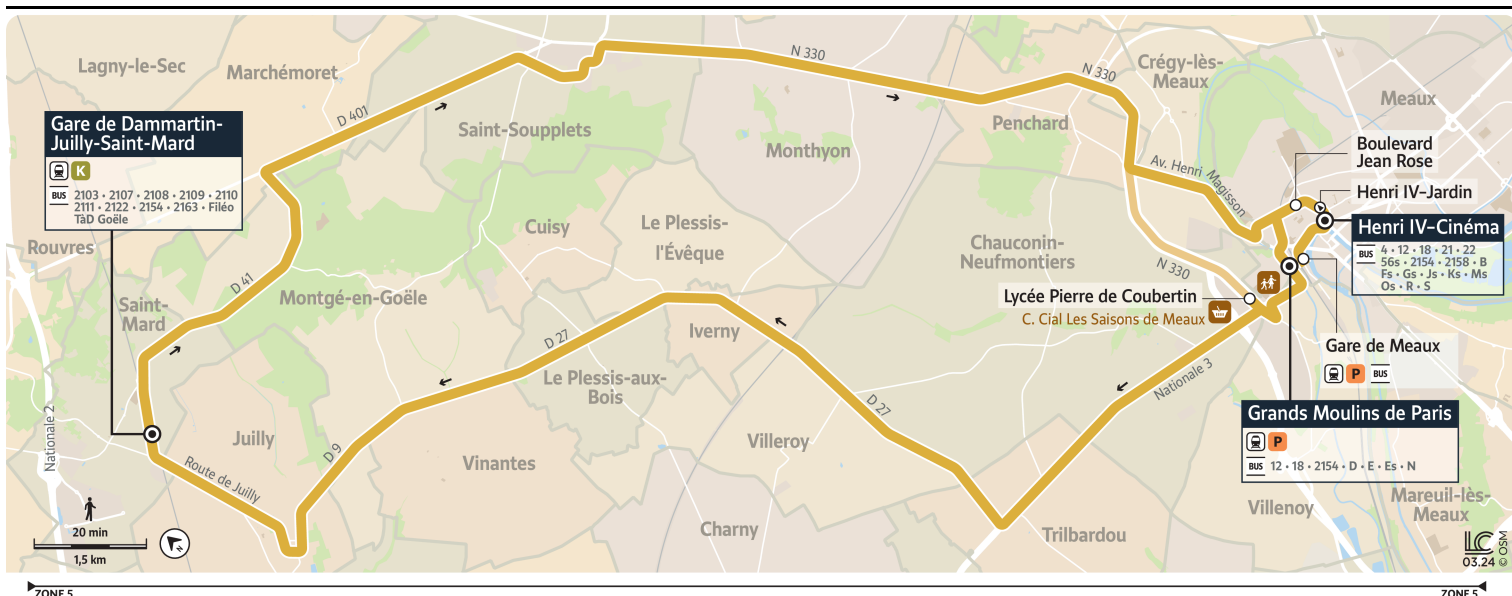 Lagny-le-Sec
Marchémoret
D 401
N 330
N 330
Crégy-lès-
Meaux
Meaux
Gare de Dammartin-
Juilly-Saint-Mard
K
BUS
2103 • 2107 • 2108 • 2109 • 2110
2111 • 2122 • 2154 • 2163 • Filéo
TàD Goële
Saint-Soupplets
Monthyon
Penchard
Av. Henri Magisson
Boulevard
Jean Rose
Henri IV–Jardin
Henri IV–Cinéma
BUS
4 • 12 • 18 • 21 • 22
56s • 2154 • 2158 • B
Fs • Gs • Js • Ks • Ms
Os • R • S
Rouvres
Cuisy
Le Plessis-
l'Évêque
Chauconin-
Neufmontiers
N 330
D 41
Montgé-en-Goële
Saint-
Mard
Lycée Pierre de Coubertin
C. Cial Les Saisons de Meaux
Iverny
D 27
Le Plessis-aux-
Bois
Gare de Meaux
P
BUS
Nationale 3
D 27
Grands Moulins de Paris
P
BUS
12 • 18 • 2154 • D • E • Es • N
Nationale 2
Juilly
D 9
Route de Juilly
Vinantes
Villeroy
Charny
Trilbardou
Villenoy
Mareuil-lès-
Meaux
20 min
1,5 km
N
LC
03.24
© OSM
ZONE 5
ZONE 5